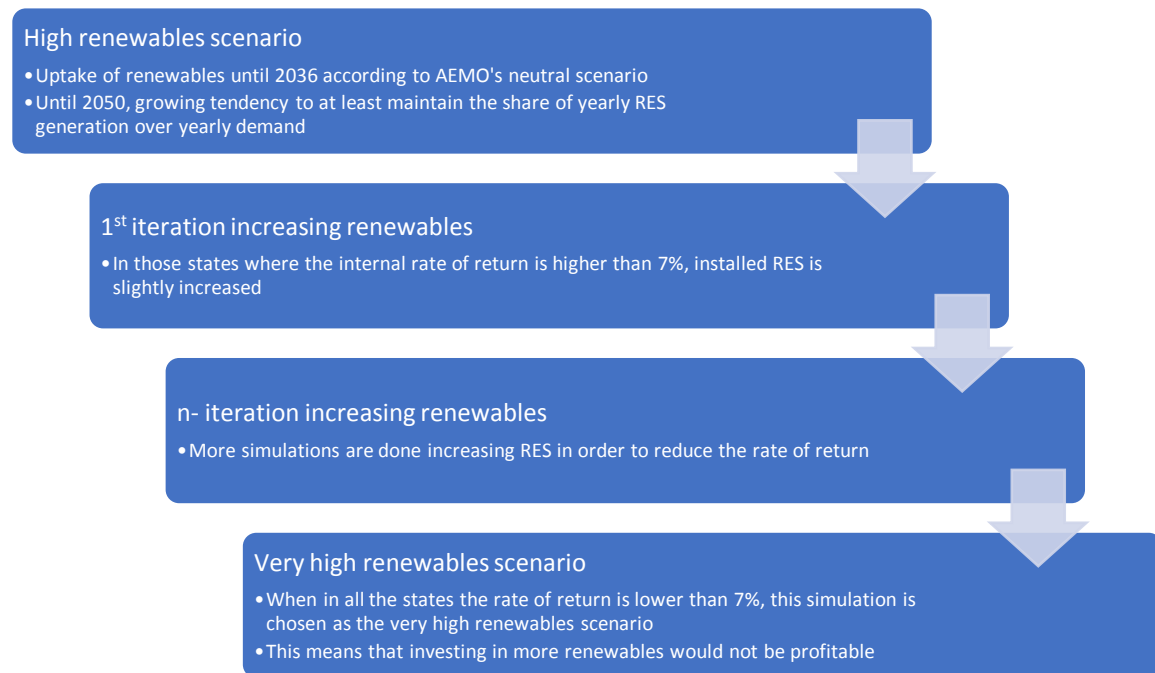 High renewables scenario
•Uptake of renewables until 2036 according to AEMO's neutral scenario
•Until 2050, growing tendency to at least maintain the share of yearly RES
generation over yearly demand
1st iteration increasing renewables
•In those states where the internal rate of return is higher than 7%, installed RES is
slightly increased
n- iteration increasing renewables
•More simulations are done increasing RES in order to reduce the rate of return
Very high renewables scenario
•When in all the states the rate of return is lower than 7%, this simulation is
chosen as the very high renewables scenario
•This means that investing in more renewables would not be profitable